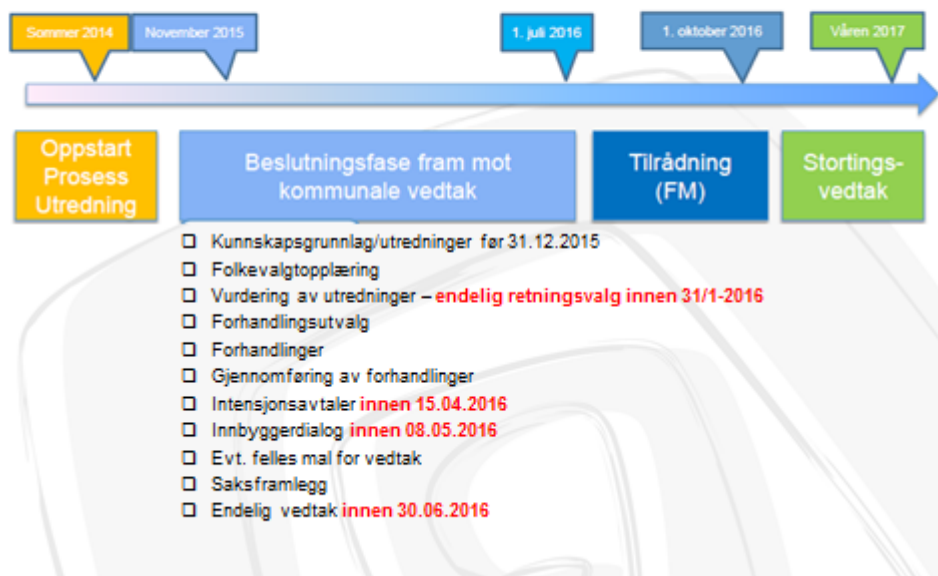 Sommer 2014
November 2015
1. juli 2016
1. oktober 2016
Våren 2017
Oppstart
Prosess
Utredning
Beslutningsfase fram mot
kommunale vedtak
Tilrådning
(FM)
Stortings-
vedtak
Kunnskapsgrunnlag/utredninger før 31.12.2015
Folkevalgtopplæring
Vurdering av utredninger – endelig retningsvalg innen 31/1-2016
Forhandlingsutvalg
Forhandlinger
Gjennomføring av forhandlinger
Intensjonsavtaler innen 15.04.2016
Innbyggerdialog innen 08.05.2016
Evt. felles mal for vedtak
Saksframlegg
Endelig vedtak innen 30.06.2016